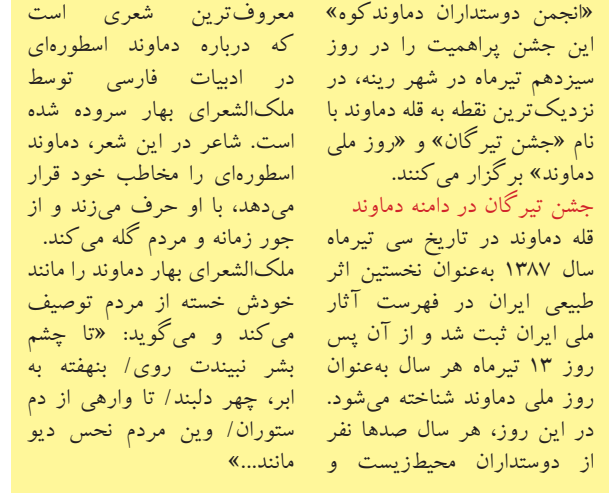 «انجمن دوستداران دماوندکوه»
این جشن پراهمیت را در روز
سیزدهم تیرماه در شهر رینه، در
نزدیک‌ترین نقطه به قله دماوند با
نام «جشن تیرگان» و «روز ملی
دماوند» برگزار می‌کنند.
جشن تیرگان در دامنه دماوند
قله دماوند در تاریخ سی تیرماه
سال ۱۳۸۷ به‌عنوان نخستین اثر
طبیعی ایران در فهرست آثار
ملی ایران ثبت شد و از آن پس
روز ۱۳ تیرماه هر سال به‌عنوان
روز ملی دماوند شناخته می‌شود.
در این روز، هر سال صدها نفر
از دوستداران محیط‌زیست و
معروف‌ترین شعری است
که درباره دماوند اسطوره‌ای
در ادبیات فارسی توسط
ملک‌الشعرای بهار سروده شده
است. شاعر در این شعر، دماوند
اسطوره‌ای را مخاطب خود قرار
می‌دهد، با او حرف می‌زند و از
جور زمانه و مردم گله می‌کند.
ملک‌الشعرای بهار دماوند را مانند
خودش خسته از مردم توصیف
می‌کند و می‌گوید: «تا چشم
بشر نبیندت روی/ بنهفته به
ابر، چهر دلبند/ تا وارهی از دم
ستوران/ وین مردم نحس دیو
مانند...»